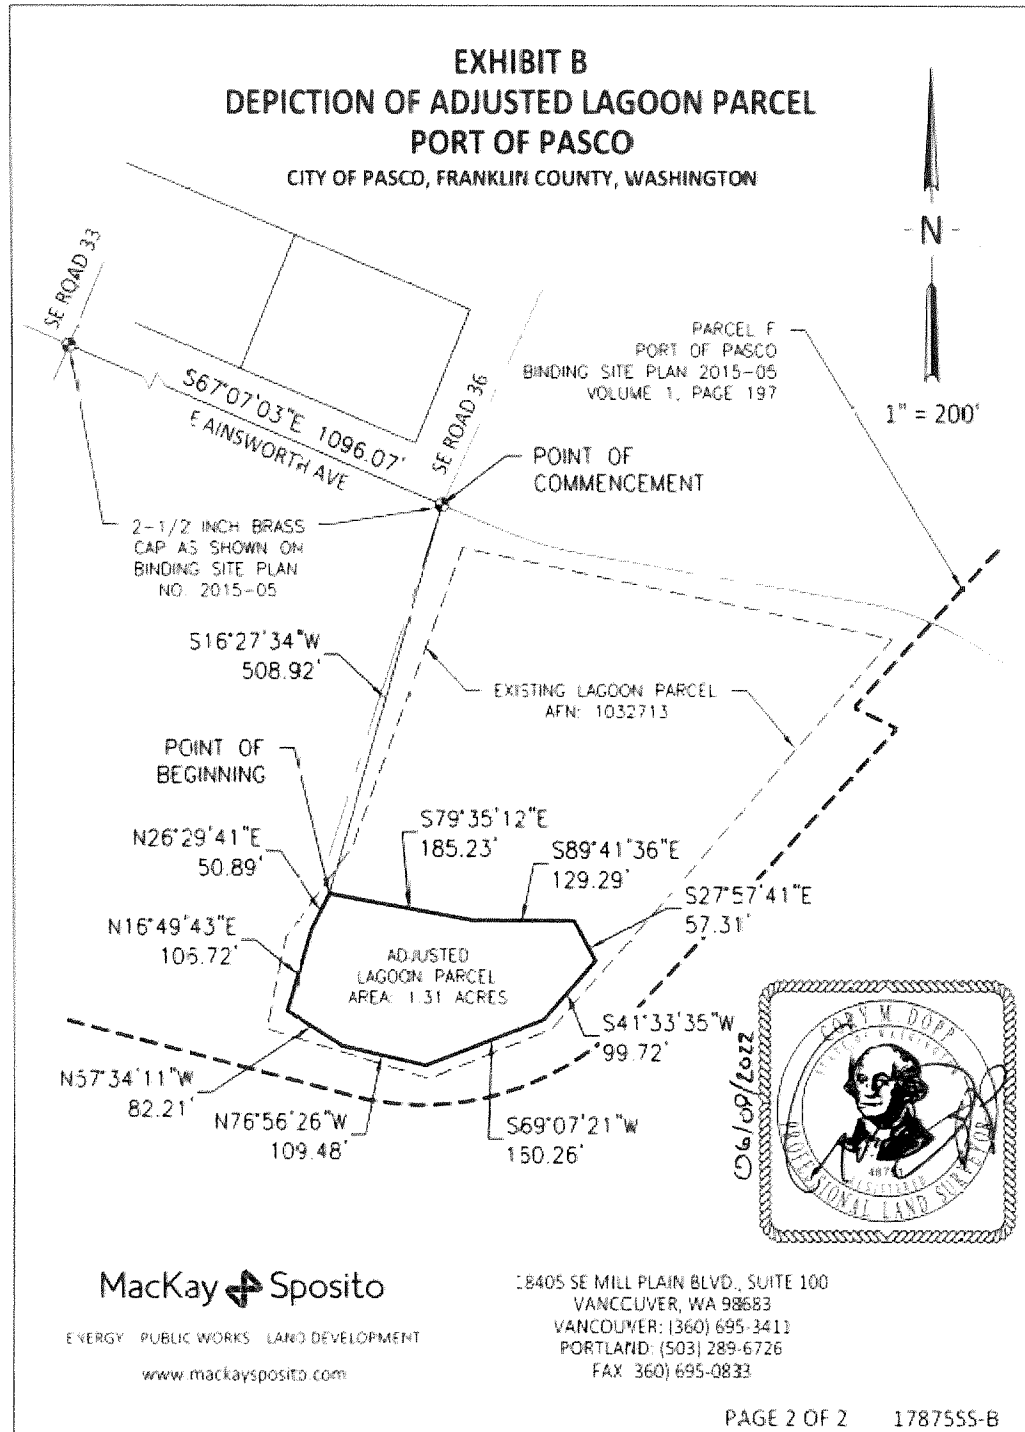 EXHIBIT B
DEPICTION OF ADJUSTED LAGOON PARCEL
PORT OF PASCO
CITY OF PASCO, FRANKLIN COUNTY, WASHINGTON
-N-
1" = 200'
SE ROAD 33
S67°07'03"E 1096.07'
E AINSWORTH AVE
SE ROAD 36
PARCEL F
PORT OF PASCO
BINDING SITE PLAN 2015-05
VOLUME 1, PAGE 197
POINT OF
COMMENCEMENT
2-1/2 INCH BRASS
CAP AS SHOWN ON
BINDING SITE PLAN
NO. 2015-05
S16°27'34"W
508.92'
EXISTING LAGOON PARCEL
AFN: 1032713
POINT OF
BEGINNING
N26°29'41"E
50.89'
S79°35'12"E
185.23'
S89°41'36"E
129.29'
S27°57'41"E
57.31'
N16°49'43"E
106.72'
ADJUSTED
LAGOON PARCEL
AREA: 1.31 ACRES
S41°33'35"W
99.72'
N57°34'11"W
82.21'
N76°56'26"W
109.48'
S69°07'21"W
150.26'
06/09/2022
CORY M. DOPP
STATE OF WASHINGTON
REGISTERED
PROFESSIONAL LAND SURVEYOR
MacKay Sposito
ENERGY PUBLIC WORKS LAND DEVELOPMENT
www.mackaysposito.com
18405 SE MILL PLAIN BLVD., SUITE 100
VANCOUVER, WA 98683
VANCOUVER: (360) 695-3411
PORTLAND: (503) 289-6726
FAX 360) 695-0833
PAGE 2 OF 2 17875SS-B